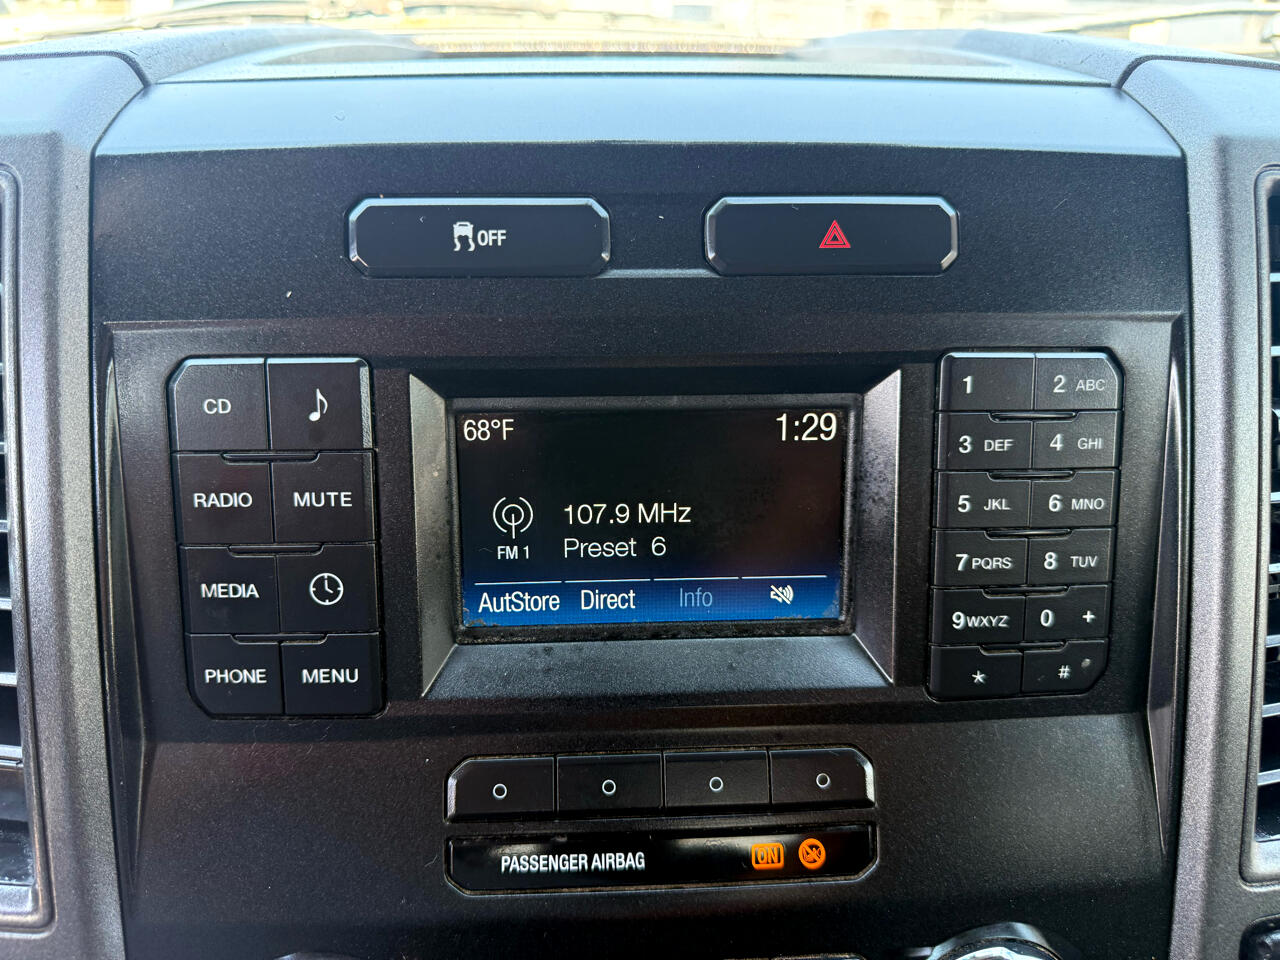 OFF
CD
RADIO MUTE
MEDIA
PHONE MENU
68°F 1:29
107.9 MHz
FM 1
Preset 6
AutStore Direct Info
1 2 ABC
3 DEF 4 GHI
5 JKL 6 MNO
7 PQRS 8 TUV
9 WXYZ 0 +
* #
PASSENGER AIRBAG ON